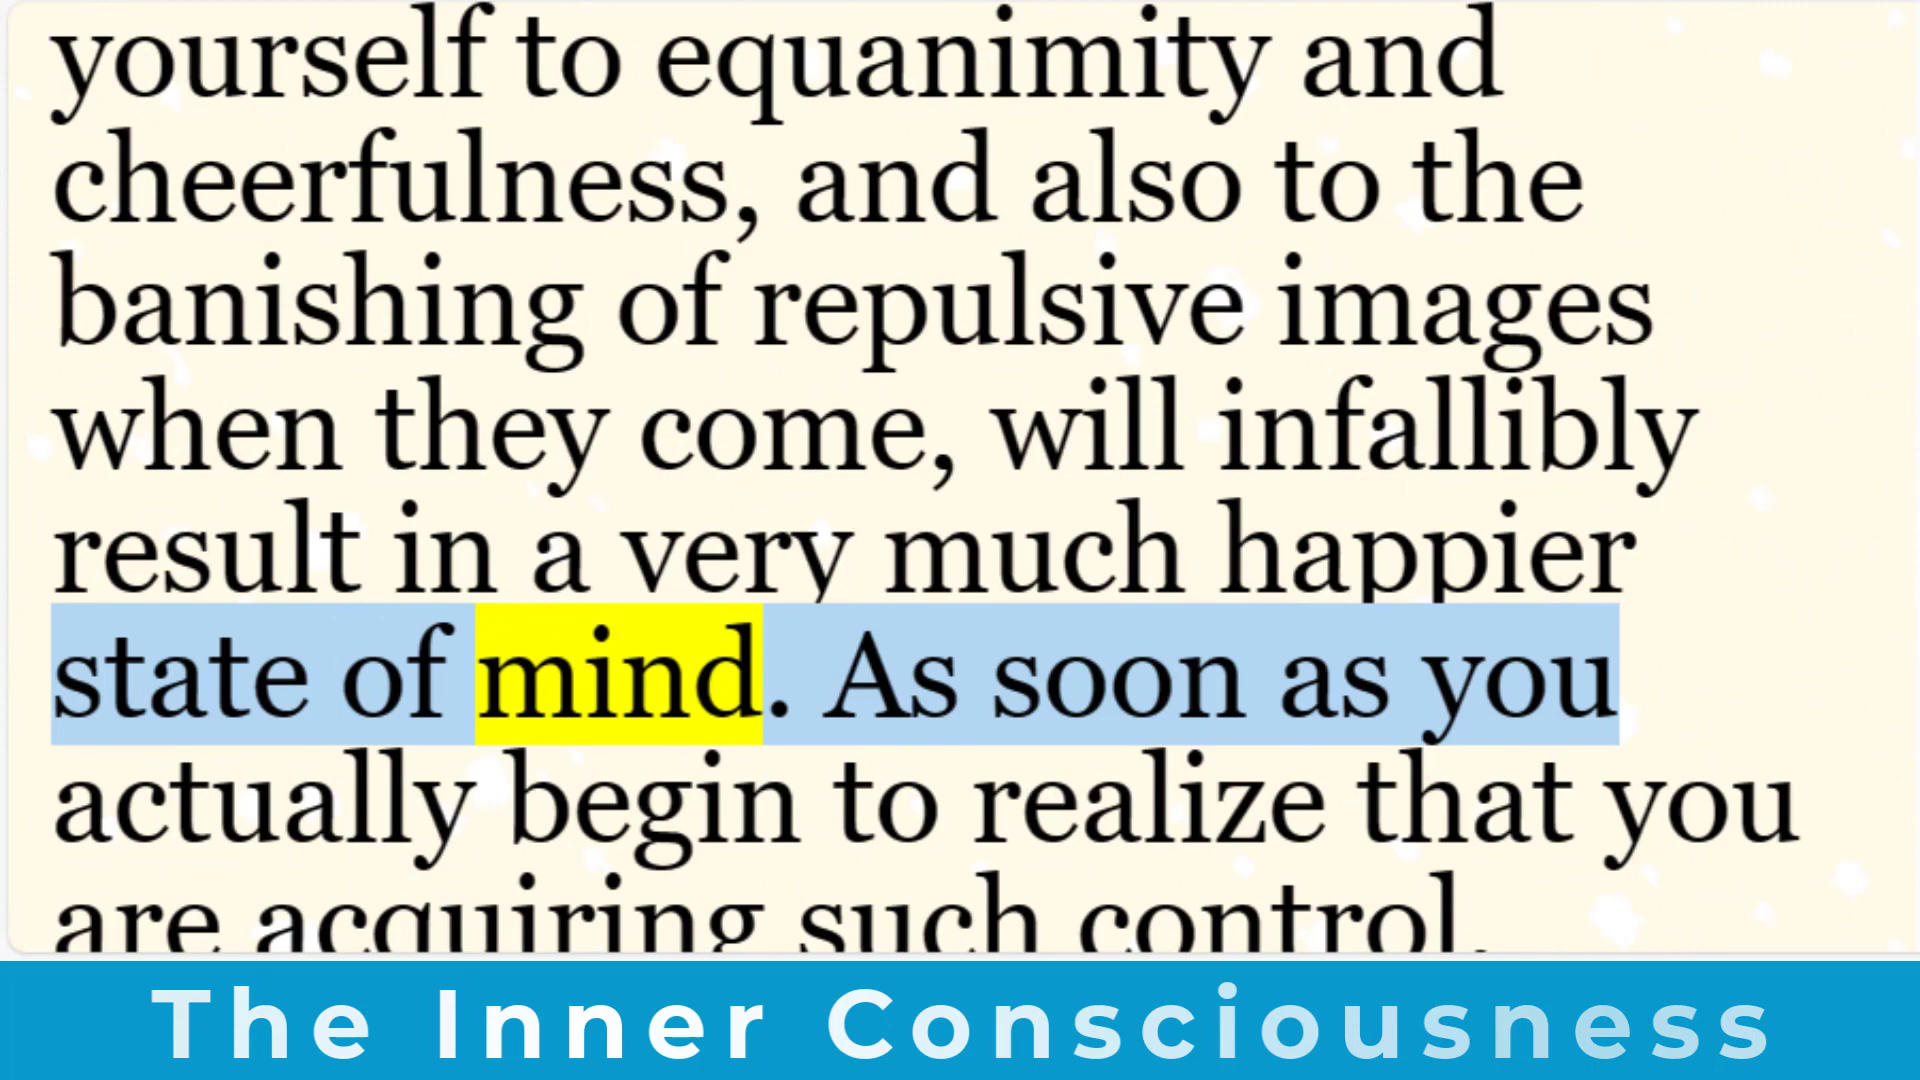 yourself to equanimity and
cheerfulness, and also to the
banishing of repulsive images
when they come, will infallibly
result in a very much happier
state of mind. As soon as you
actually begin to realize that you
are acquiring such control,
The Inner Consciousness